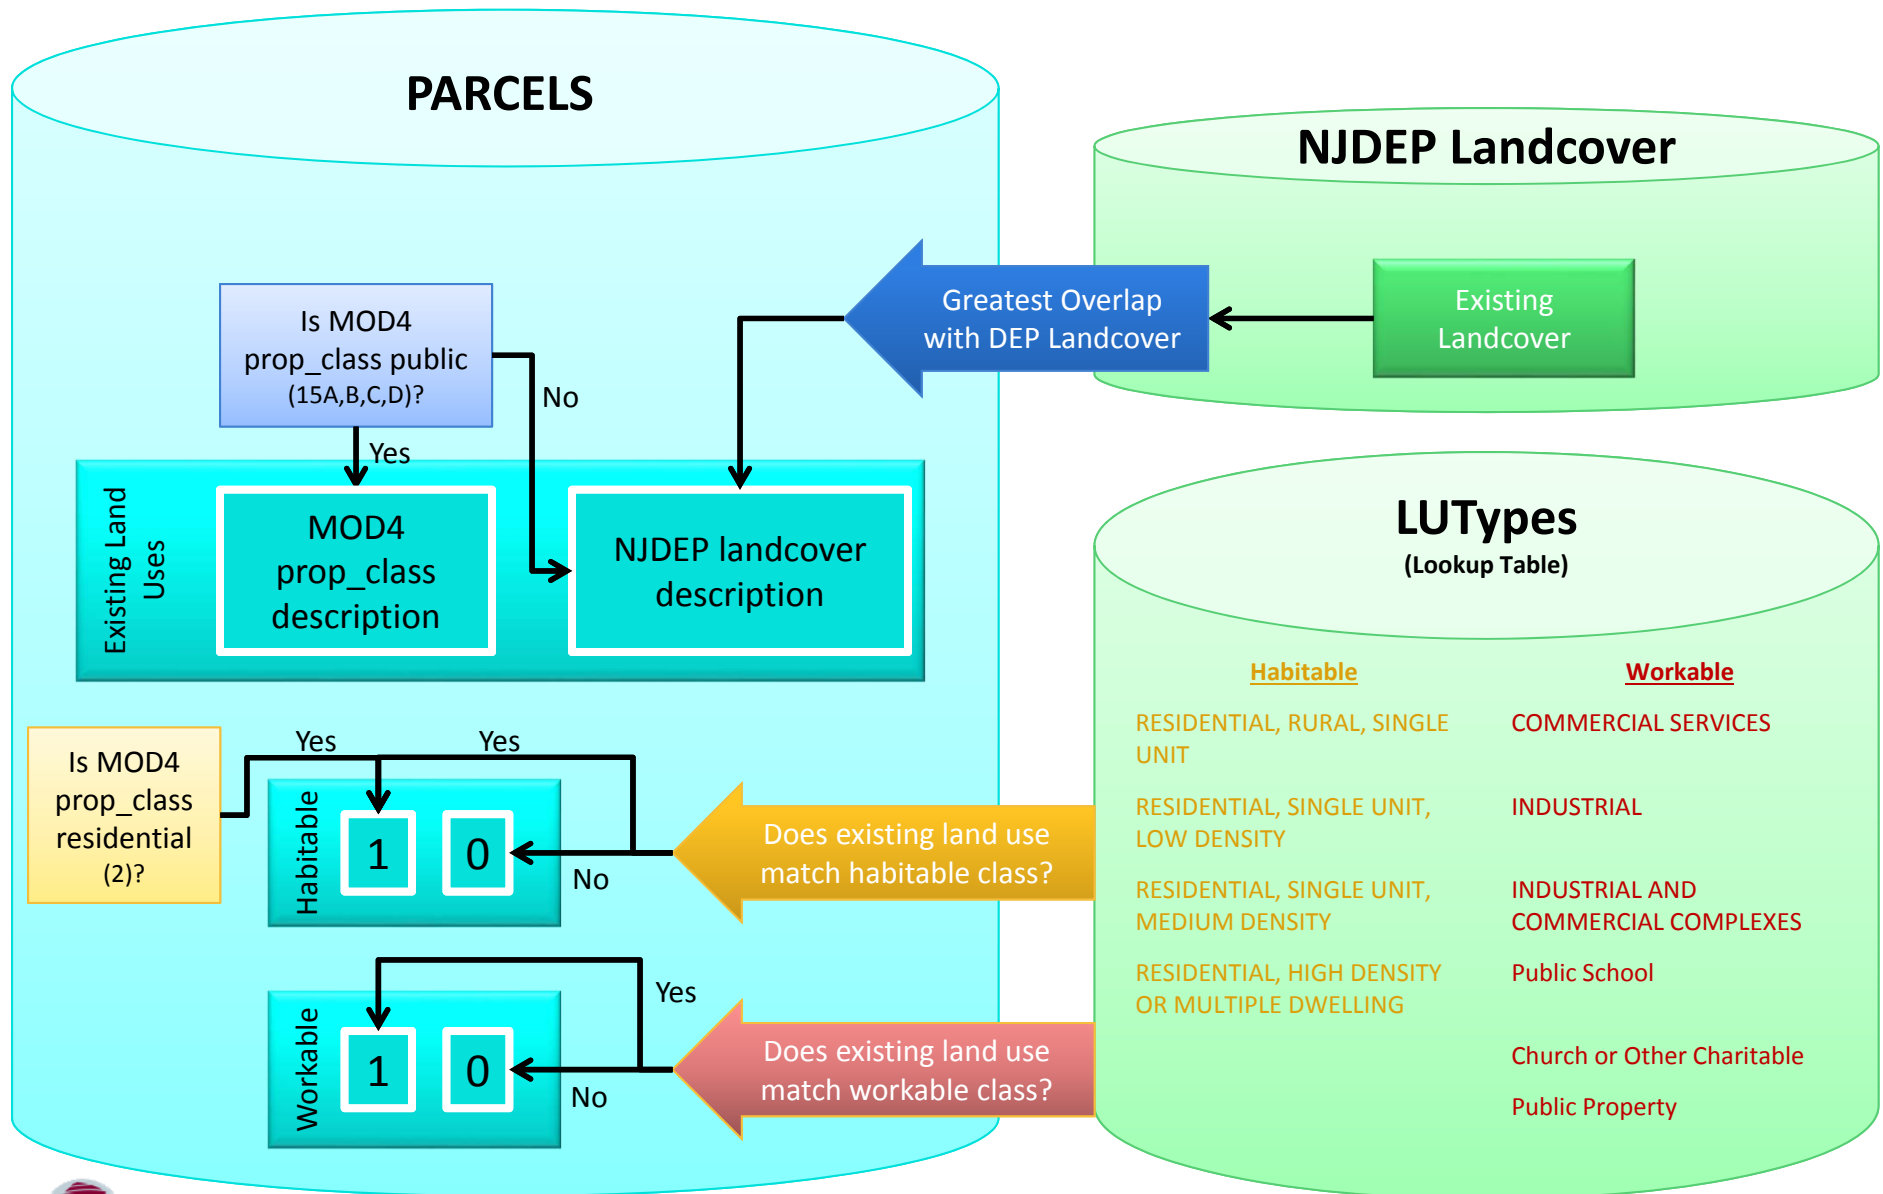 PARCELS
NJDEP Landcover
Is MOD4
prop_class public
(15A,B,C,D)?
No
Yes
Greatest Overlap
with DEP Landcover
Existing
Landcover
Existing Land
Uses
MOD4
prop_class
description
NJDEP landcover
description
LUTypes
(Lookup Table)
Habitable
RESIDENTIAL, RURAL, SINGLE
UNIT
RESIDENTIAL, SINGLE UNIT,
LOW DENSITY
RESIDENTIAL, SINGLE UNIT,
MEDIUM DENSITY
RESIDENTIAL, HIGH DENSITY
OR MULTIPLE DWELLING
Workable
COMMERCIAL SERVICES
INDUSTRIAL
INDUSTRIAL AND
COMMERCIAL COMPLEXES
Public School
Church or Other Charitable
Public Property
Is MOD4
prop_class
residential
(2)?
Yes
Yes
Habitable
1
0
No
Does existing land use
match habitable class?
Workable
1
0
Yes
No
Does existing land use
match workable class?